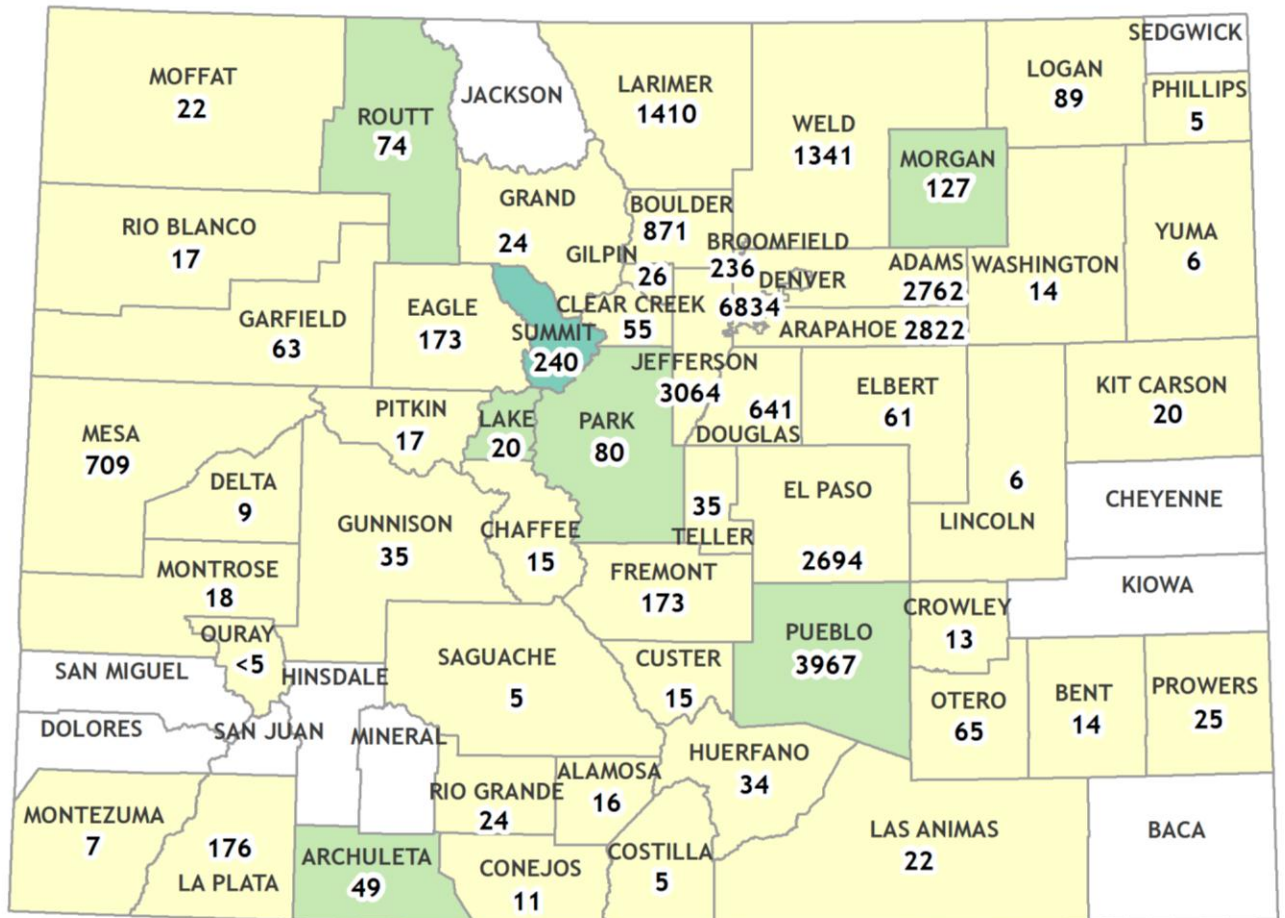 SEDGWICK
MOFFAT
22
ROUTT
74
JACKSON
LARIMER
1410
WELD
1341
LOGAN
89
PHILLIPS
5
MORGAN
127
RIO BLANCO
17
GRAND
24
BOULDER
871
GILPIN
26
BROOMFIELD
236
DENVER
6834
ADAMS
2762
WASHINGTON
14
YUMA
6
GARFIELD
63
EAGLE
173
SUMMIT
240
CLEAR CREEK
55
ARAPAHOE 2822
JEFFERSON
3064
641
DOUGLAS
ELBERT
61
KIT CARSON
20
MESA
709
PITKIN
17
LAKE
20
PARK
80
DELTA
9
GUNNISON
35
CHAFFEE
15
35
TELLER
EL PASO
2694
6
LINCOLN
CHEYENNE
MONTROSE
18
FREMONT
173
KIOWA
OURAY
<5
PUEBLO
3967
CROWLEY
13
SAN MIGUEL
HINSDALE
SAGUACHE
5
CUSTER
15
OTERO
65
BENT
14
PROWERS
25
DOLORES
SAN JUAN
MINERAL
HUERFANO
34
RIO GRANDE
24
ALAMOSA
16
MONTEZUMA
7
176
LA PLATA
ARCHULETA
49
CONEJOS
11
COSTILLA
5
LAS ANIMAS
22
BACA